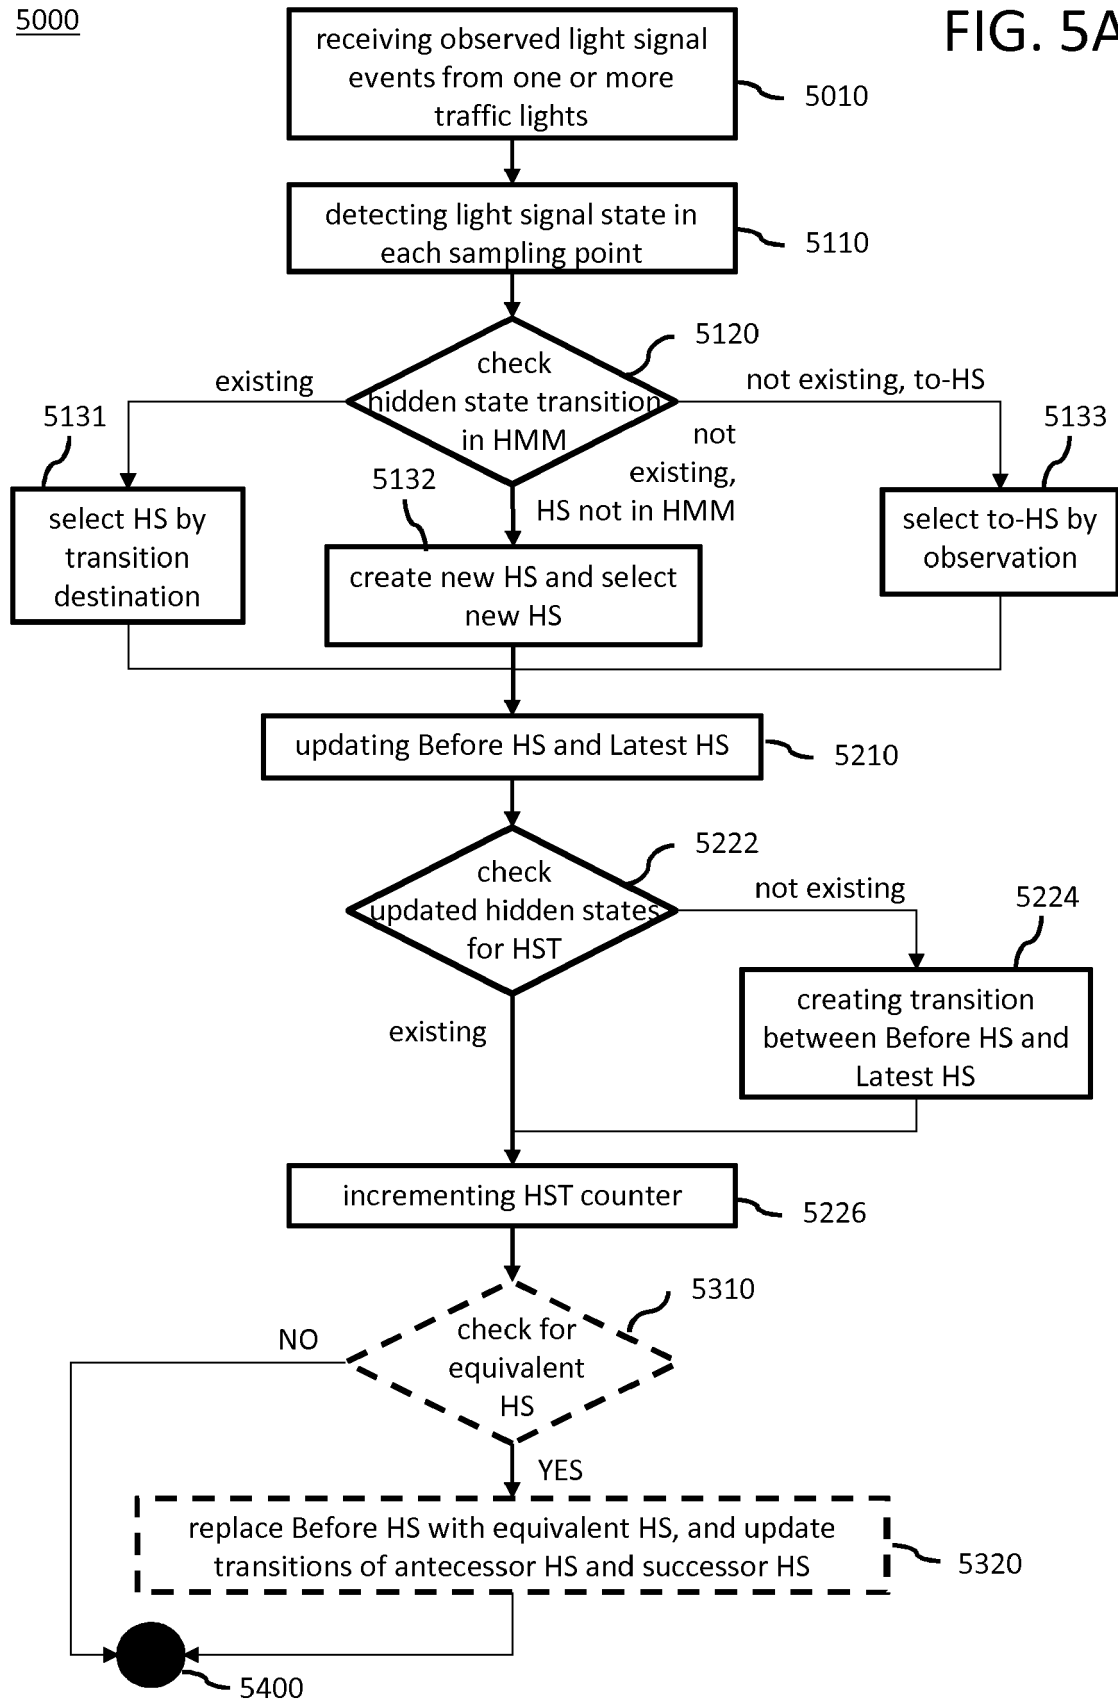 5000
FIG. 5A
receiving observed light signal
events from one or more
traffic lights
5010
detecting light signal state in
each sampling point
5110
5120
check
hidden state transition
in HMM
existing
not existing, to-HS
not
existing,
HS not in HMM
5131
5132
5133
select HS by
transition
destination
create new HS and select
new HS
select to-HS by
observation
updating Before HS and Latest HS
5210
5222
check
updated hidden states
for HST
not existing
5224
existing
creating transition
between Before HS and
Latest HS
incrementing HST counter
5226
5310
check for
equivalent
HS
NO
YES
replace Before HS with equivalent HS, and update
transitions of antecessor HS and successor HS
5320
5400